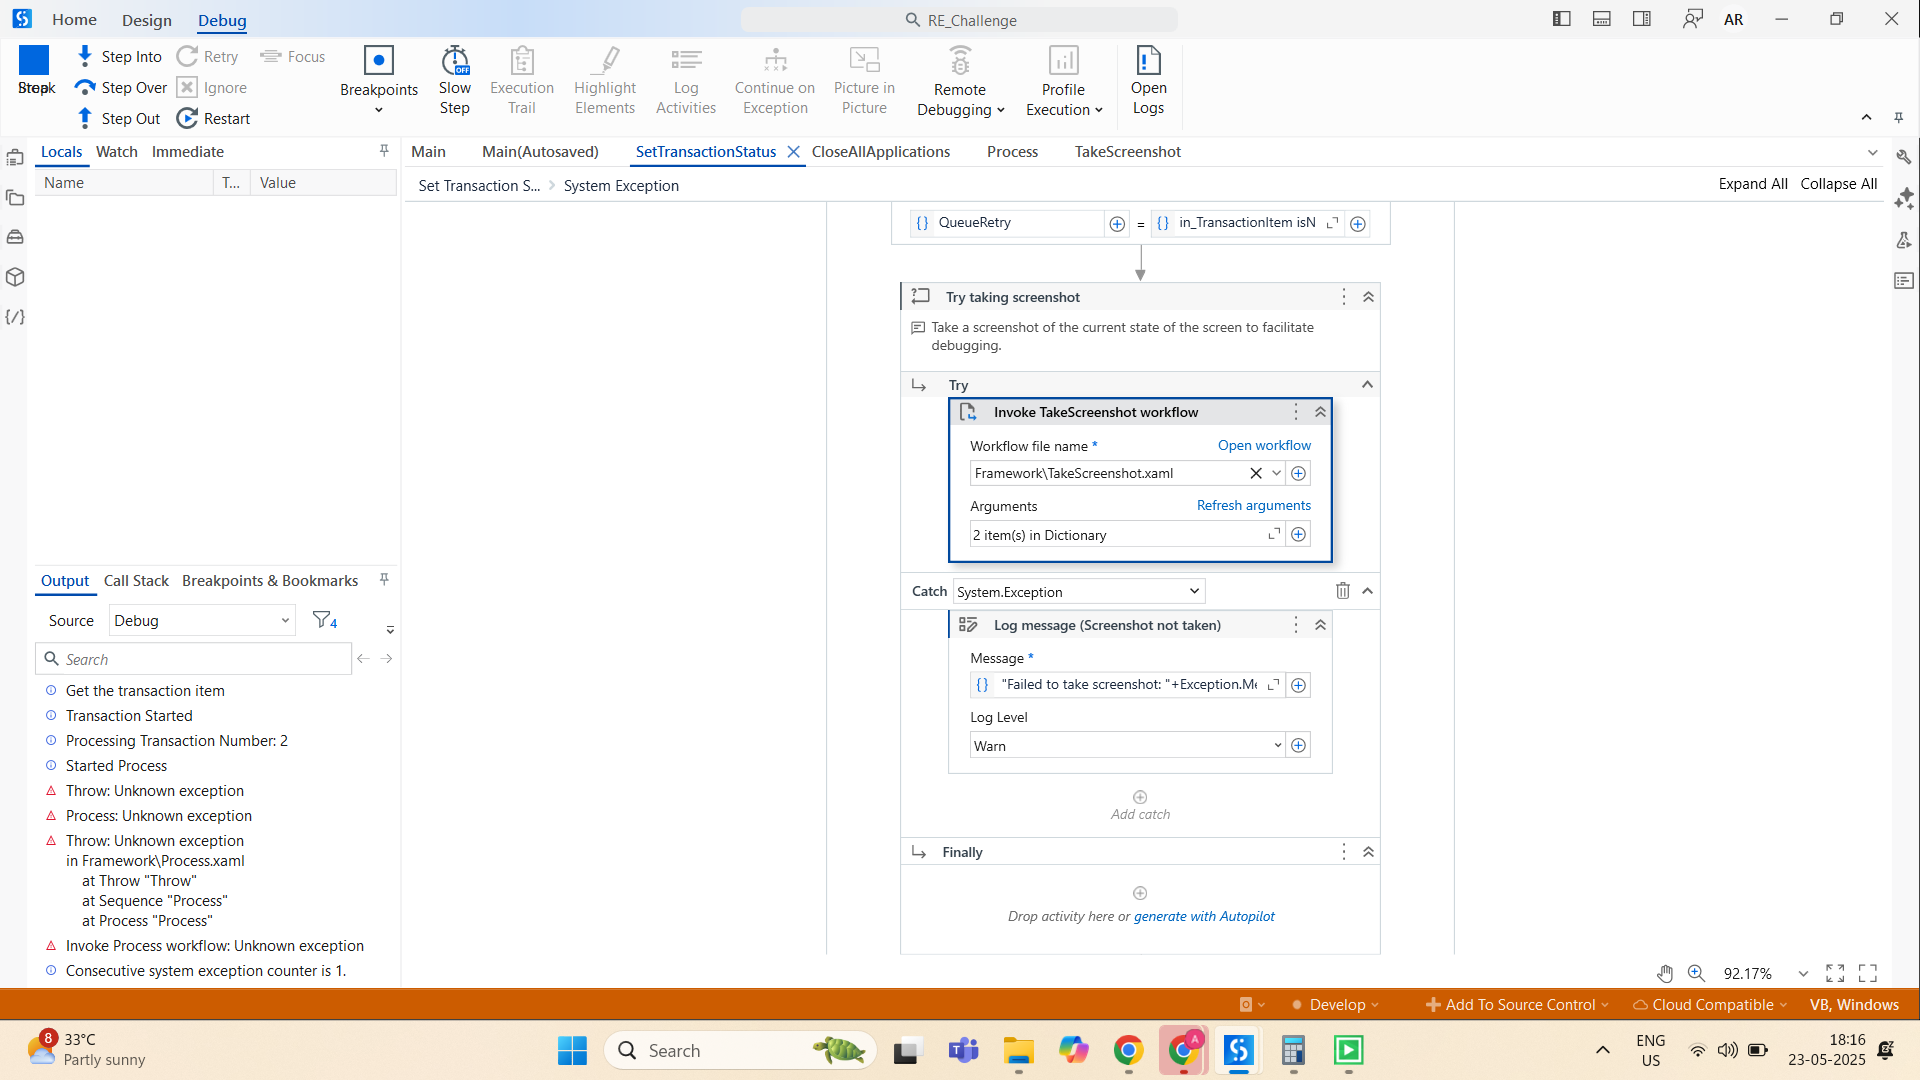 Home
Design
Debug
RE_Challenge
AR
Step Into
Step Over
Step Out
Retry
Ignore
Restart
Focus
Breakpoints
Slow
Step
OFF
Execution
Trail
Highlight
Elements
Log
Activities
Continue on
Exception
Picture in
Picture
Remote
Debugging
Profile
Execution
Open
Logs
Locals
Watch
Immediate
Name
T...
Value
Main
Main(Autosaved)
SetTransactionStatus
CloseAllApplications
Process
TakeScreenshot
Set Transaction S... > System Exception
Expand All
Collapse All
{} QueueRetry
=
{} in_TransactionItem isN
Try taking screenshot
Take a screenshot of the current state of the screen to facilitate
debugging.
Try
Invoke TakeScreenshot workflow
Workflow file name *
Open workflow
Framework\TakeScreenshot.xaml
Arguments
Refresh arguments
2 item(s) in Dictionary
Catch
System.Exception
Log message (Screenshot not taken)
Message *
{} "Failed to take screenshot: "+Exception.Me
Log Level
Warn
Add catch
Finally
Drop activity here or generate with Autopilot
Output
Call Stack
Breakpoints & Bookmarks
Source
Debug
4
Search
Get the transaction item
Transaction Started
Processing Transaction Number: 2
Started Process
Throw: Unknown exception
Process: Unknown exception
Throw: Unknown exception
in Framework\Process.xaml
at Throw "Throw"
at Sequence "Process"
at Process "Process"
Invoke Process workflow: Unknown exception
Consecutive system exception counter is 1.
92.17%
Develop
Add To Source Control
Cloud Compatible
VB, Windows
8
33°C
Partly sunny
Search
A
ENG
US
18:16
23-05-2025